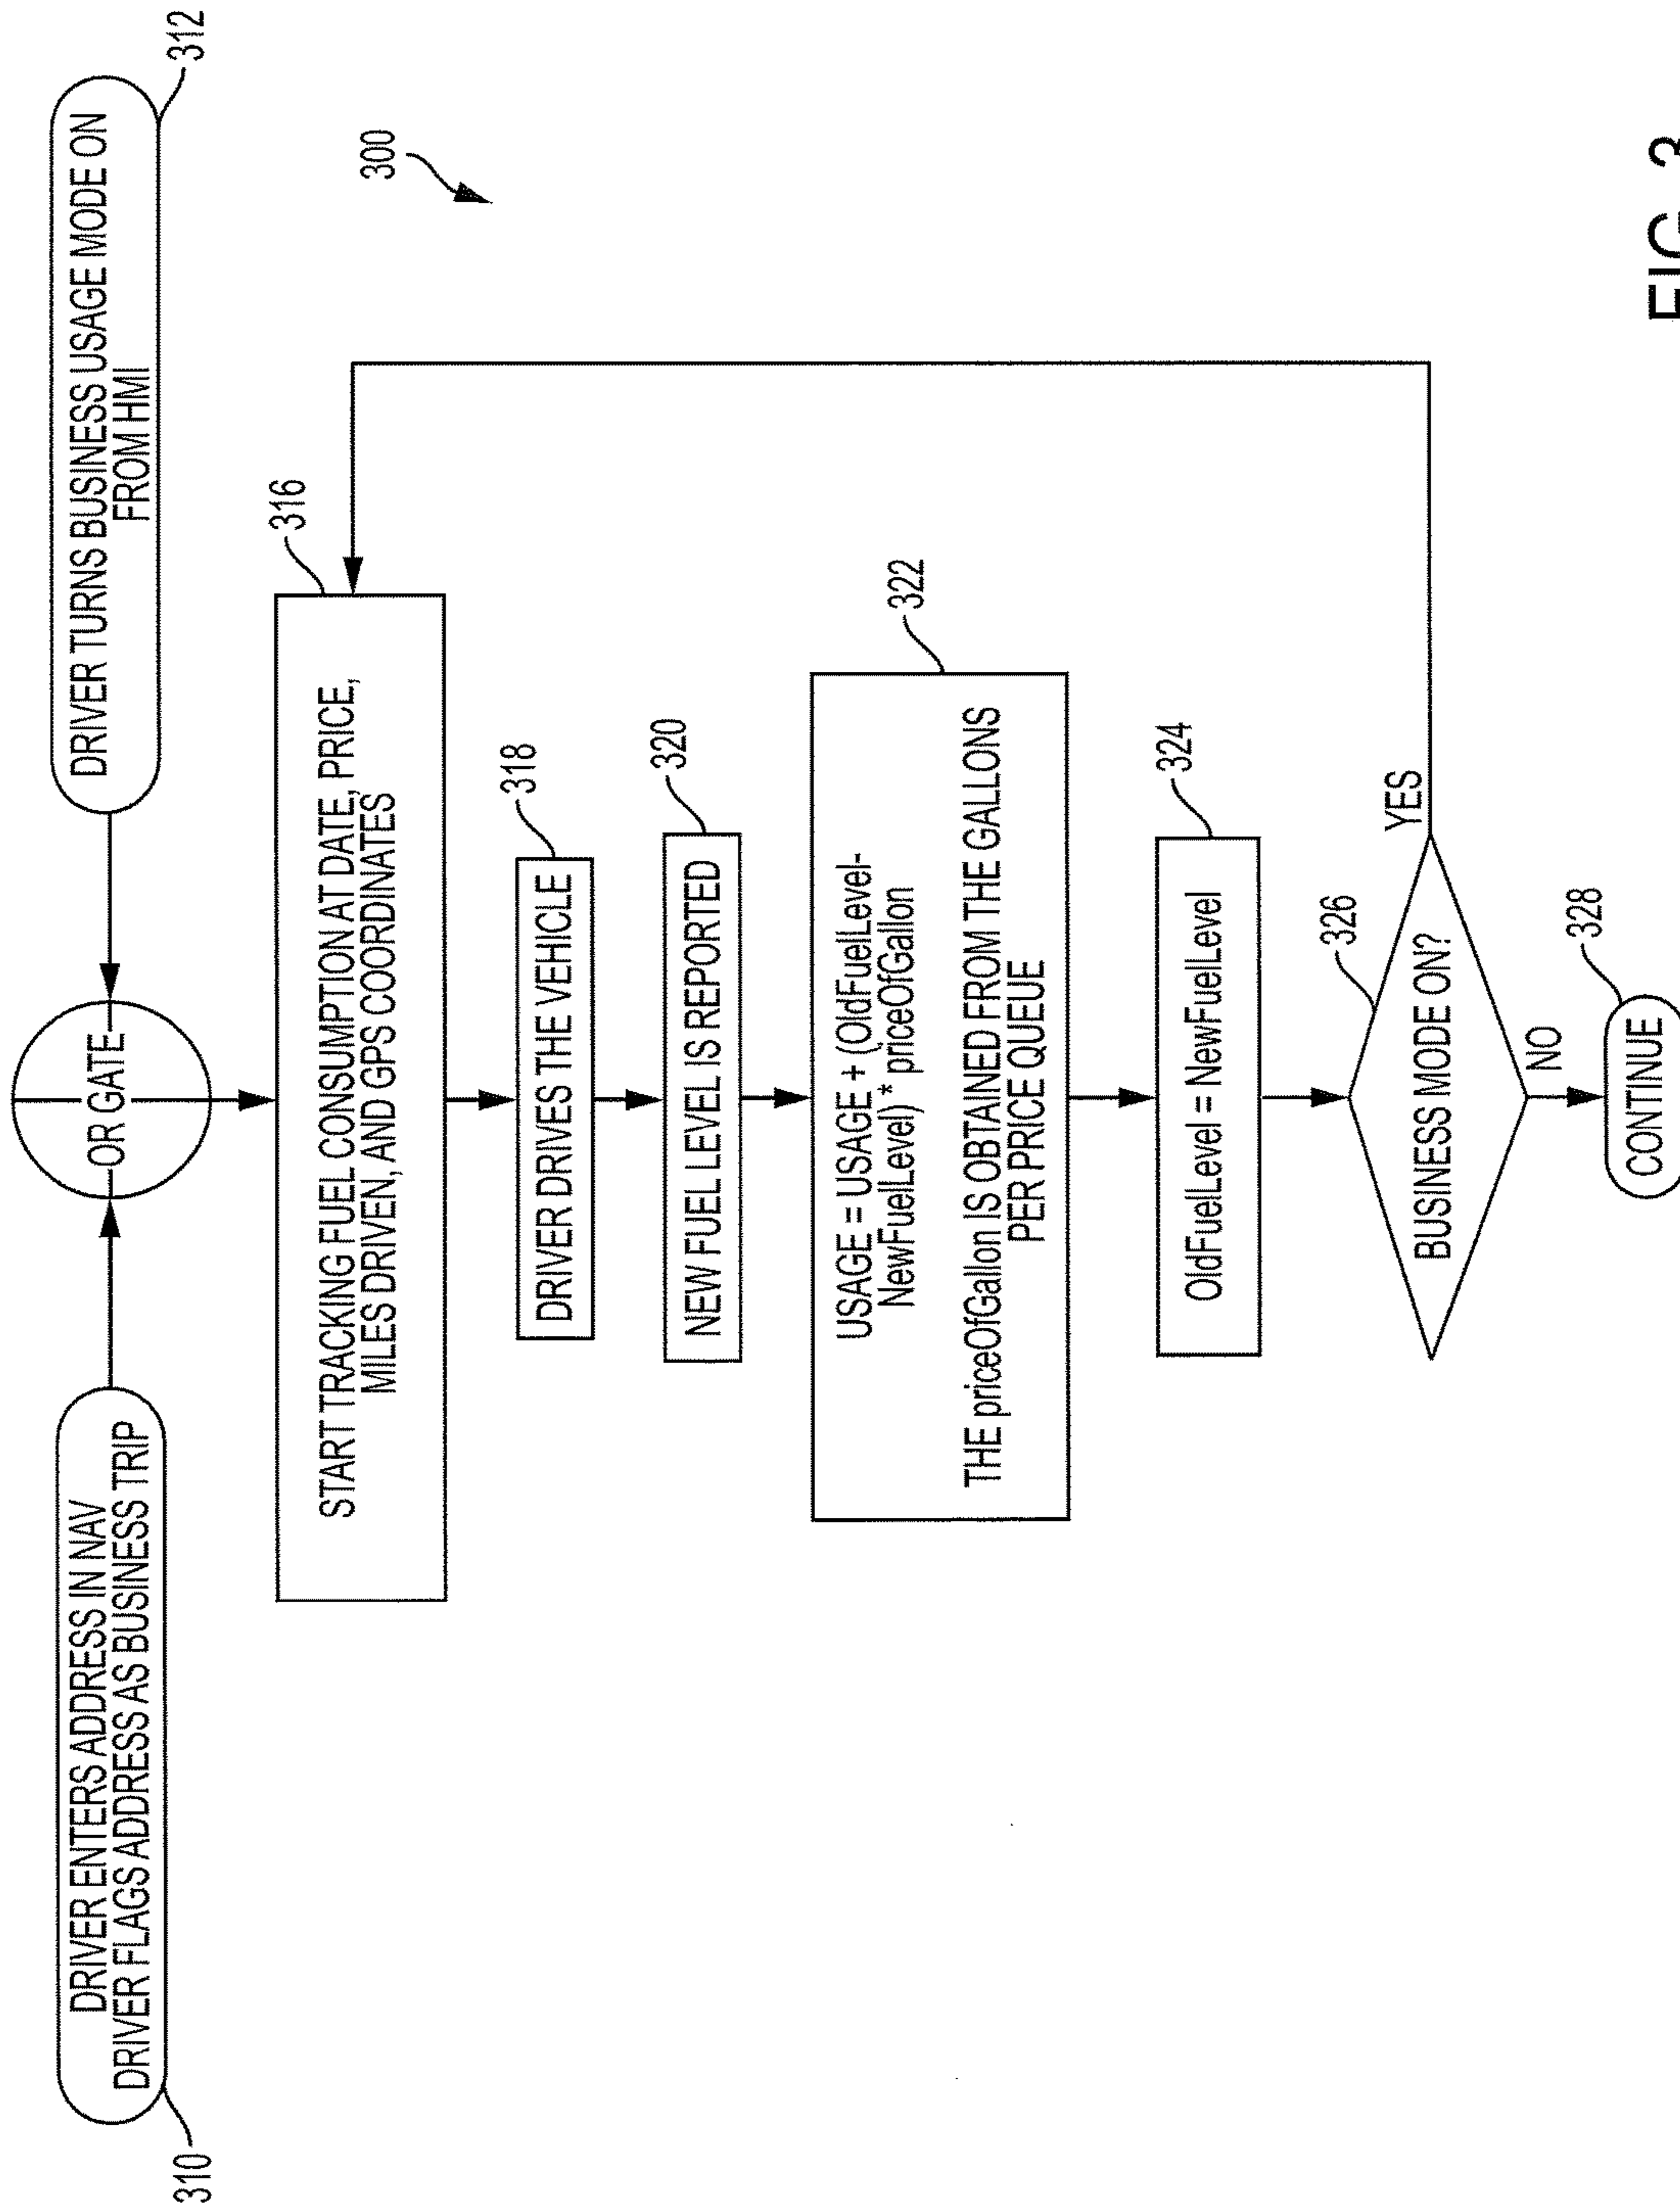 DRIVER ENTERS ADDRESS IN NAV
DRIVER FLAGS ADDRESS AS BUSINESS TRIP
310
OR GATE
DRIVER TURNS BUSINESS USAGE MODE ON
FROM HMI
312
300
START TRACKING FUEL CONSUMPTION AT DATE, PRICE,
MILES DRIVEN, AND GPS COORDINATES
316
DRIVER DRIVES THE VEHICLE
318
NEW FUEL LEVEL IS REPORTED
320
USAGE = USAGE + (OldFuelLevel-
NewFuelLevel) * priceOfGallon
THE priceOfGallon IS OBTAINED FROM THE GALLONS
PER PRICE QUEUE
322
OldFuelLevel = NewFuelLevel
324
BUSINESS MODE ON?
326
YES
NO
CONTINUE
328
FIG. 3